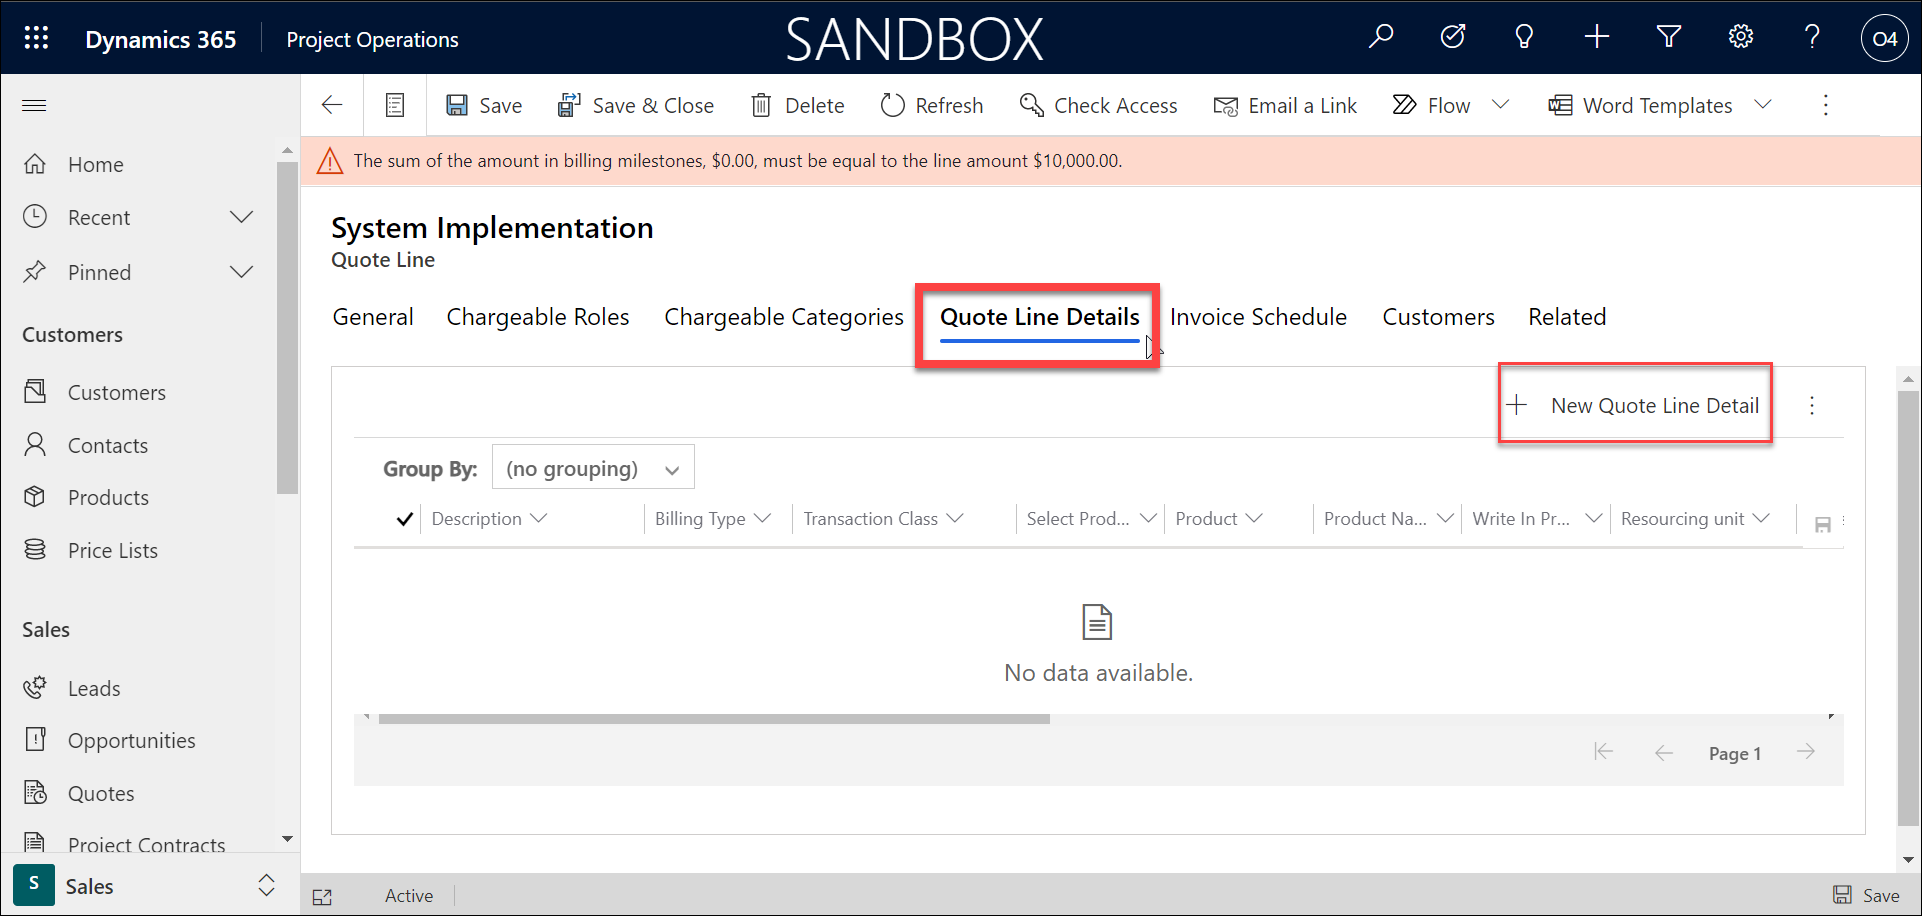 Dynamics 365
Project Operations
SANDBOX
O4
Save
Save & Close
Delete
Refresh
Check Access
Email a Link
Flow
Word Templates
The sum of the amount in billing milestones, $0.00, must be equal to the line amount $10,000.00.
Home
Recent
Pinned
Customers
Customers
Contacts
Products
Price Lists
Sales
Leads
Opportunities
Quotes
Project Contracts
S
Sales
System Implementation
Quote Line
General
Chargeable Roles
Chargeable Categories
Quote Line Details
Invoice Schedule
Customers
Related
New Quote Line Detail
Group By:
(no grouping)
Description
Billing Type
Transaction Class
Select Prod...
Product
Product Na...
Write In Pr...
Resourcing unit
No data available.
Page 1
Active
Save